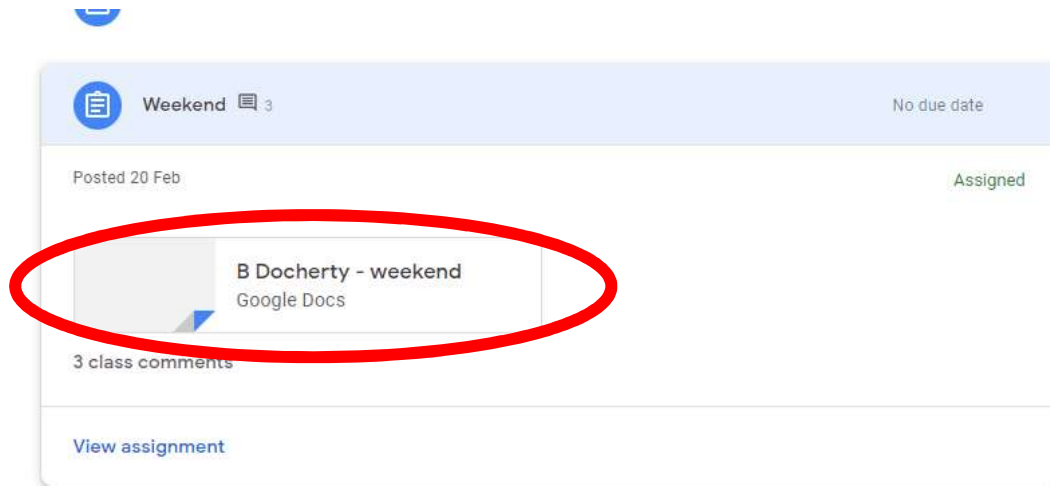 Weekend 3 No due date
Posted 20 Feb Assigned
B Docherty - weekend
Google Docs
3 class comments
View assignment